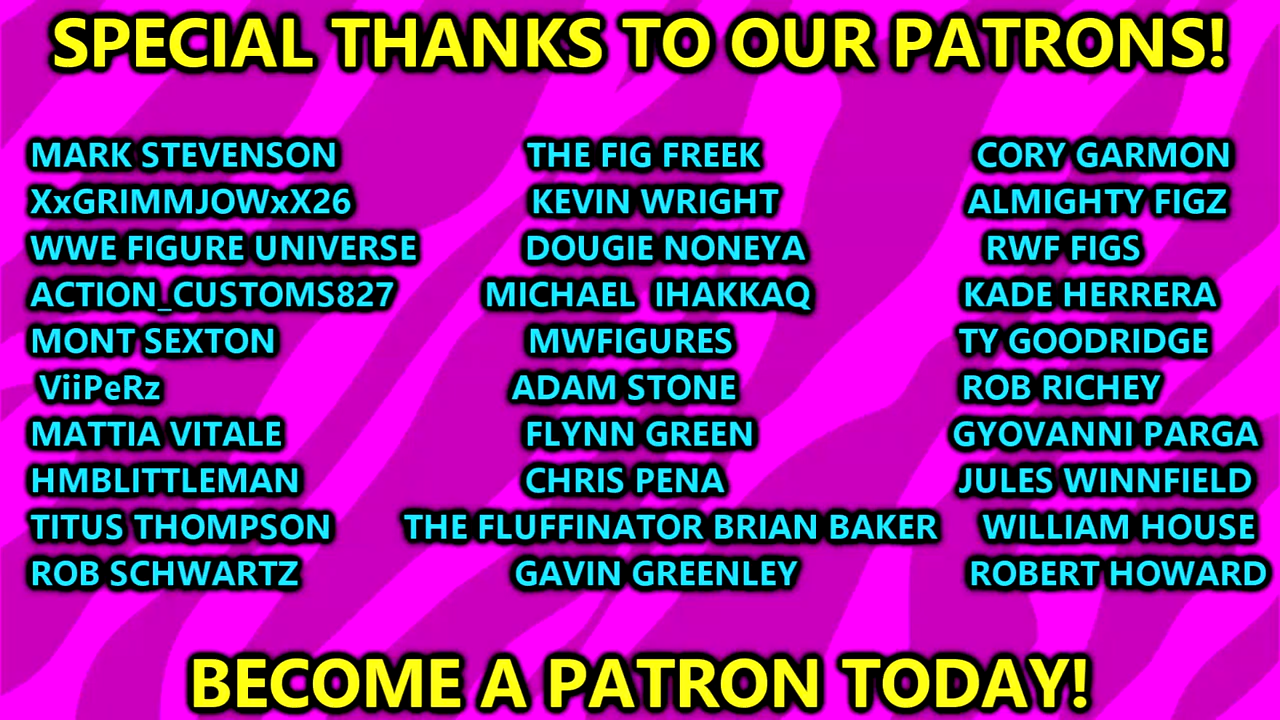 SPECIAL THANKS TO OUR PATRONS!
MARK STEVENSON THE FIG FREEK CORY GARMON
XxGRIMMJOWxX26 KEVIN WRIGHT ALMIGHTY FIGZ
WWE FIGURE UNIVERSE DOUGIE NONEYA RWF FIGS
ACTION_CUSTOMS827 MICHAEL IHAKKAQ KADE HERRERA
MONT SEXTON MWFIGURES TY GOODRIDGE
ViiPeRz ADAM STONE ROB RICHEY
MATTIA VITALE FLYNN GREEN GYOVANNI PARGA
HMBLITTLEMAN CHRIS PENA JULES WINNFIELD
TITUS THOMPSON THE FLUFFINATOR BRIAN BAKER WILLIAM HOUSE
ROB SCHWARTZ GAVIN GREENLEY ROBERT HOWARD
BECOME A PATRON TODAY!